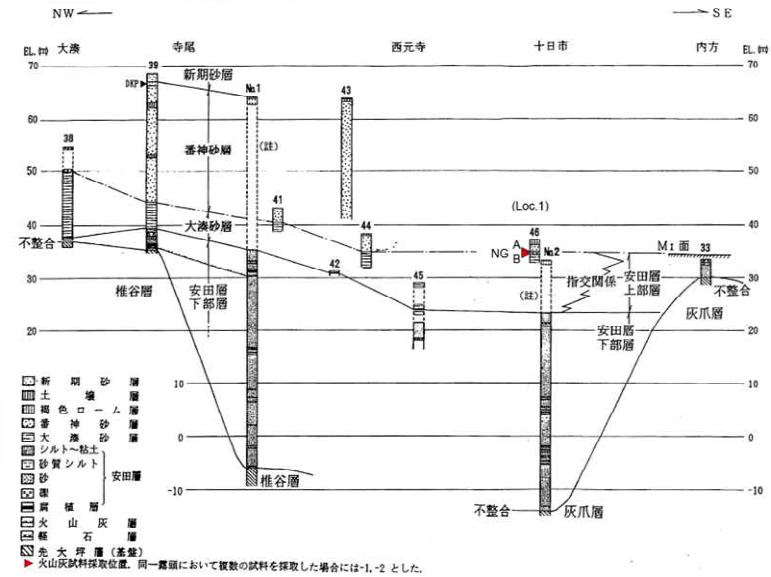 NW SE
大湊 寺尾 西元寺 十日市 内方
EL.(m) EL.(m)
70 70
39 新期砂層
DKP
No.1 43
60 60
番神砂層 (註)
38
50 50
41 (Loc.1)
40 44 46 40
大湊砂層 A M1面 33
不整合 NG B No.2
42 指交関係 安田層 上部層
30 45 30
椎谷層 安田層 下部層 (註) 不整合
灰爪層
20 安田層 下部層 20
10 10
0 0
椎谷層
-10 -10
不整合 灰爪層
新期砂層
土壌層
褐色ローム層
番神砂層
大湊砂層
シルト~粘土
砂質シルト 安田層
砂
礫
腐植層
火山灰層
軽石層
先大坪層(基盤)
火山灰試料採取位置.同一露頭において複数の試料を採取した場合には-1,-2とした.